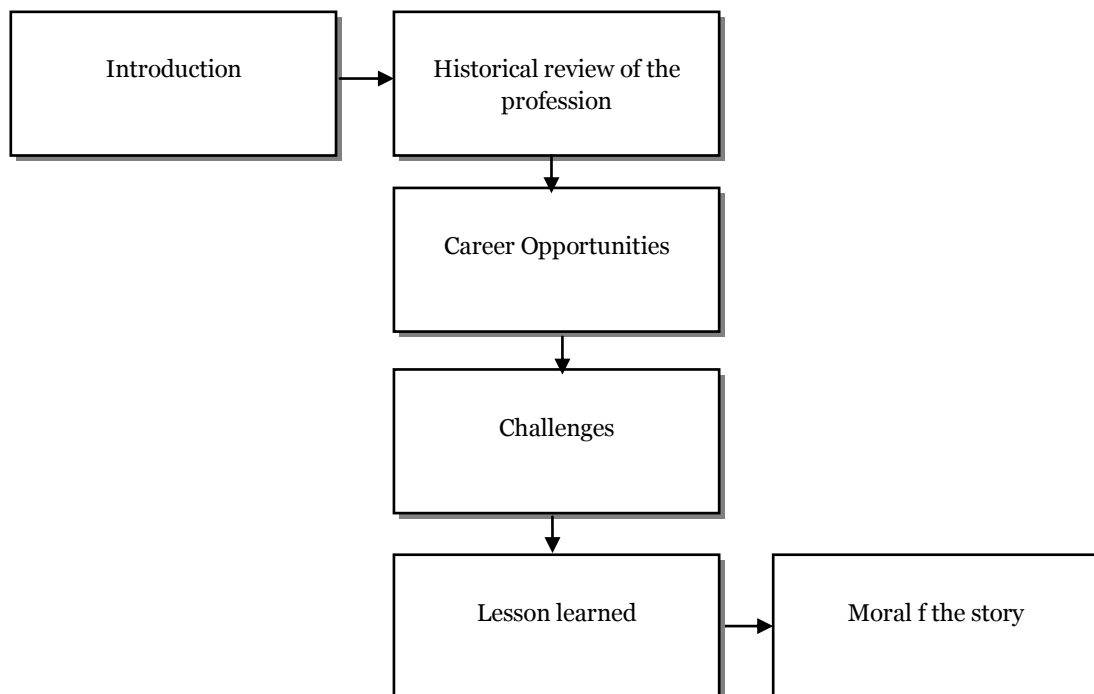 Introduction
Historical review of the
profession
Career Opportunities
Challenges
Lesson learned
Moral f the story